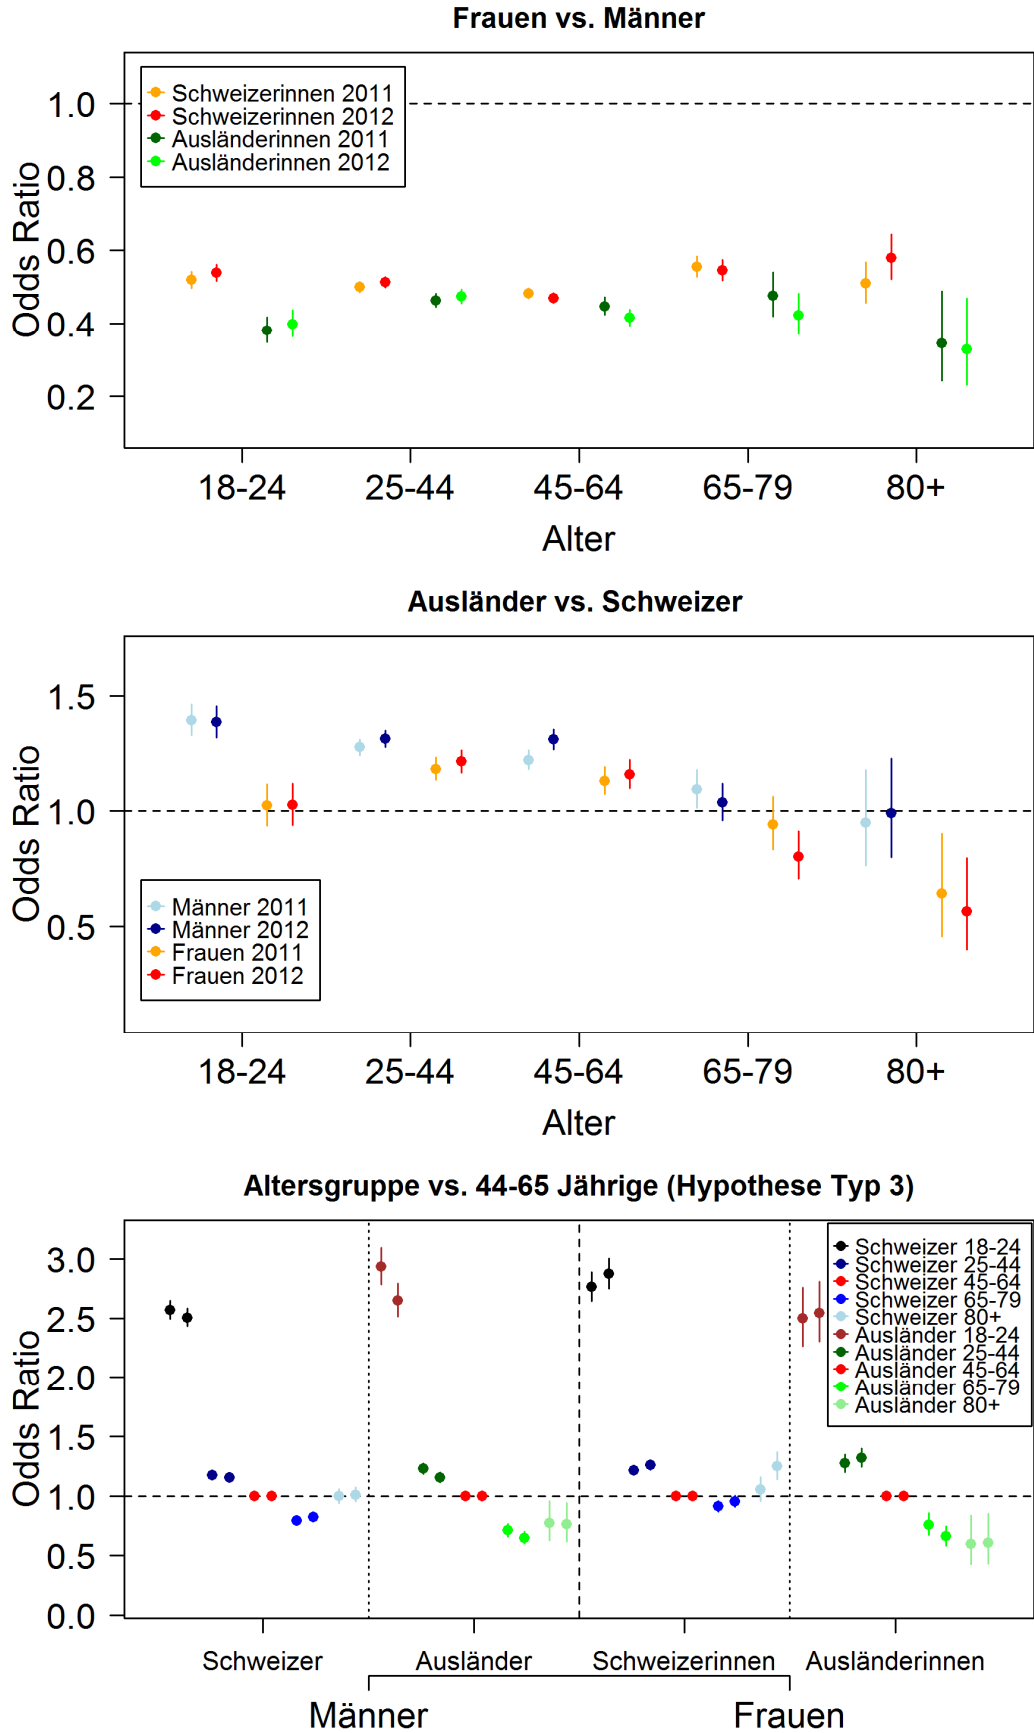 Frauen vs. Männer
Schweizerinnen 2011
Schweizerinnen 2012
Ausländerinnen 2011
Ausländerinnen 2012
Odds Ratio
1.0
0.8
0.6
0.4
0.2
18-24 25-44 45-64 65-79 80+
Alter
Ausländer vs. Schweizer
Odds Ratio
1.5
1.0
0.5
Männer 2011
Männer 2012
Frauen 2011
Frauen 2012
18-24 25-44 45-64 65-79 80+
Alter
Altersgruppe vs. 44-65 Jährige (Hypothese Typ 3)
Odds Ratio
3.0
2.5
2.0
1.5
1.0
0.5
0.0
Schweizer 18-24
Schweizer 25-44
Schweizer 45-64
Schweizer 65-79
Schweizer 80+
Ausländer 18-24
Ausländer 25-44
Ausländer 45-64
Ausländer 65-79
Ausländer 80+
Schweizer Ausländer Schweizerinnen Ausländerinnen
Männer Frauen